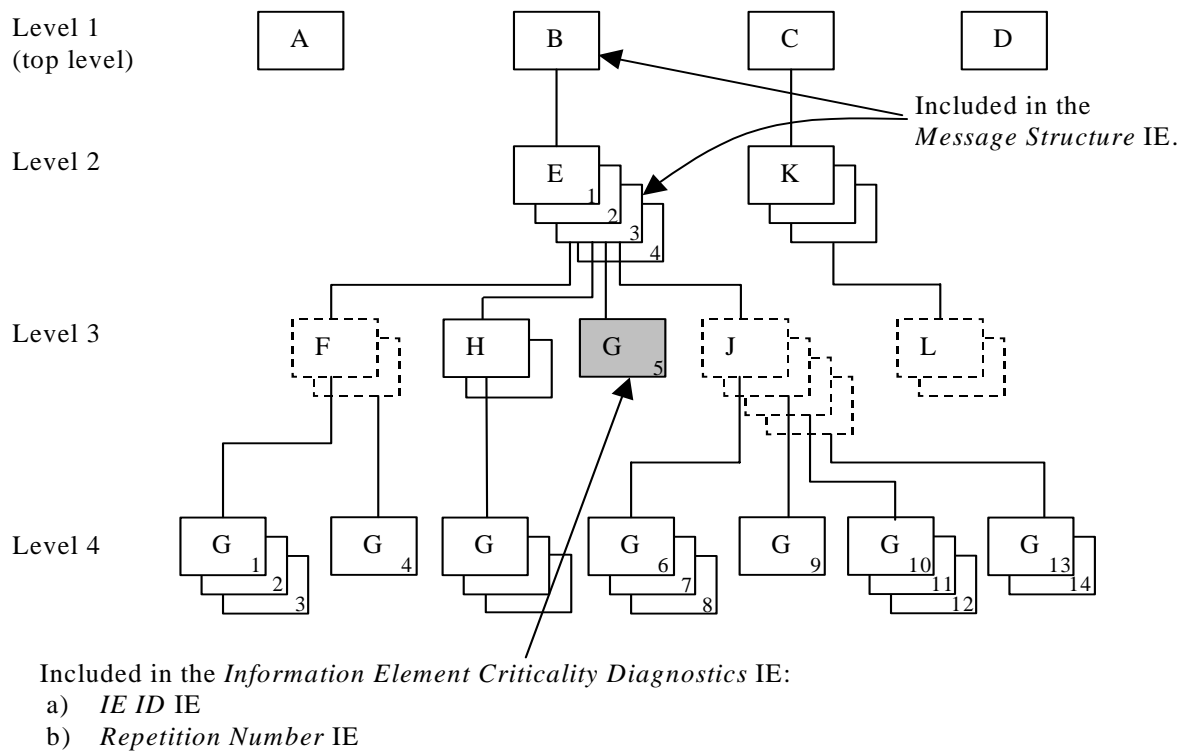 Level 1
(top level)
A
B
C
D
Included in the
Message Structure IE.
Level 2
E
1
2
3
4
K
Level 3
F
H
G
5
J
L
Level 4
G
1
2
3
G
4
G
G
6
7
8
G
9
G
10
11
12
G
13
14
Included in the Information Element Criticality Diagnostics IE:
a) IE ID IE
b) Repetition Number IE